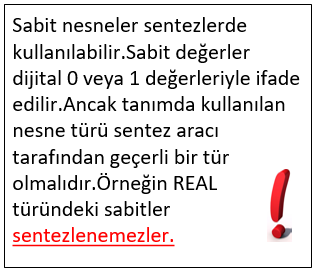 Sabit nesneler sentezlerde
kullanılabilir.Sabit değerler
dijital 0 veya 1 değerleriyle ifade
edilir.Ancak tanımda kullanılan
nesne türü sentez aracı
tarafından geçerli bir tür
olmalıdır.Örneğin REAL
türündeki sabitler
sentezlenemezler.